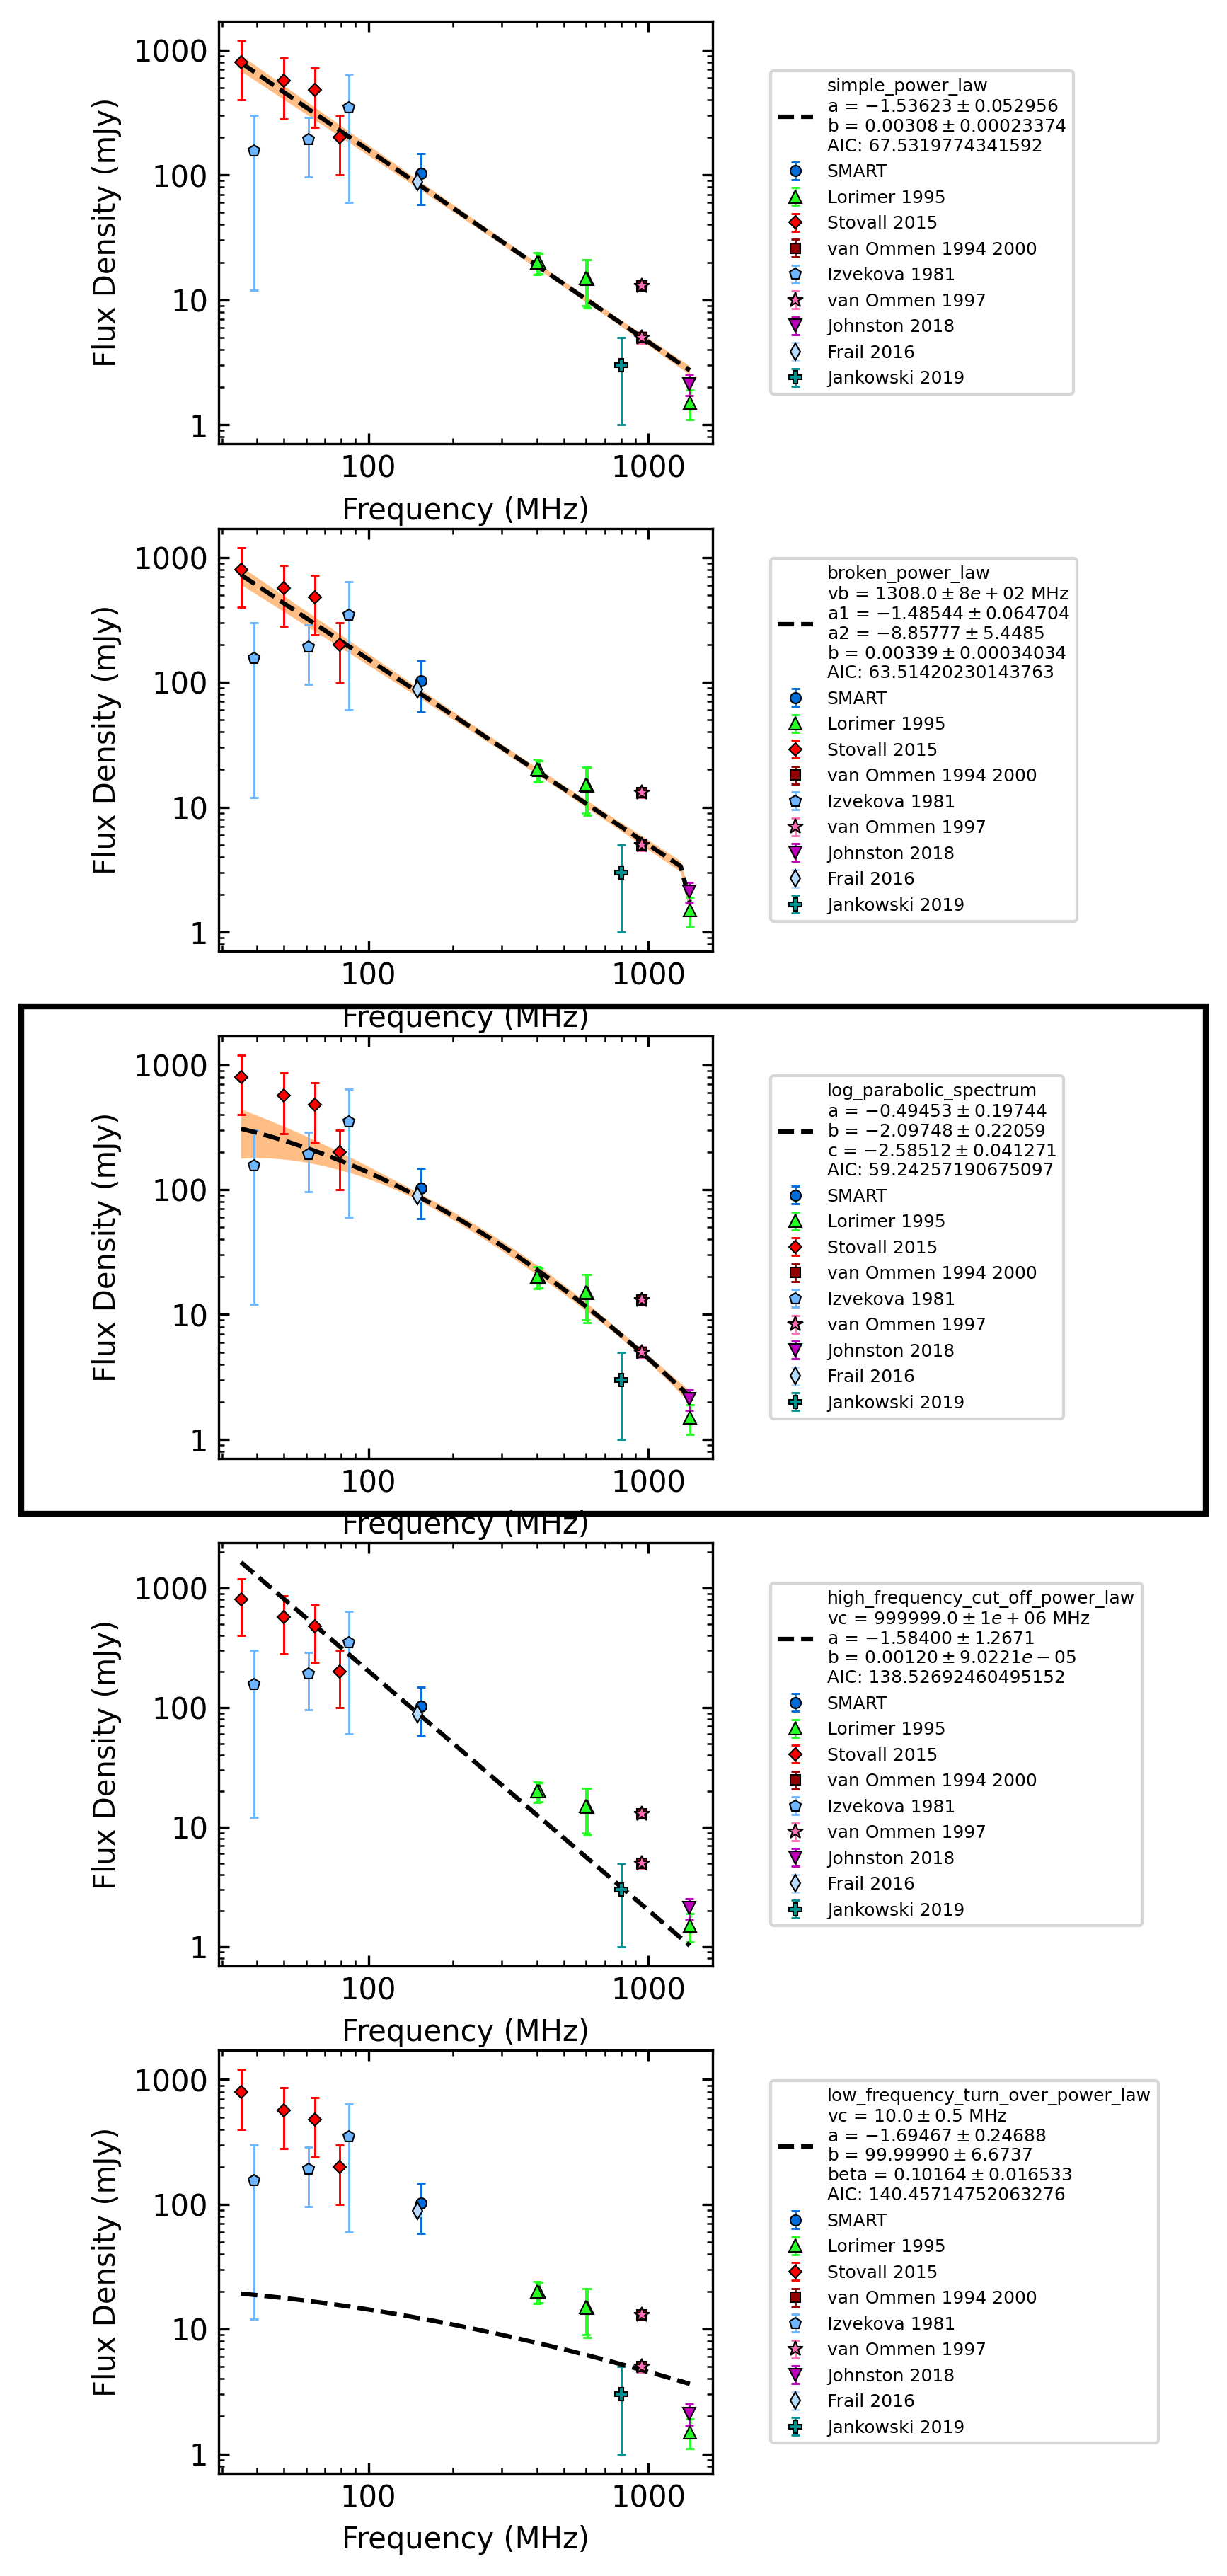 1000
100
10
1
Flux Density (mJy)
100
1000
Frequency (MHz)
simple_power_law
a = −1.53623 ± 0.052956
b = 0.00308 ± 0.00023374
AIC: 67.5319774341592
SMART
Lorimer 1995
Stovall 2015
van Ommen 1994 2000
Izvekova 1981
van Ommen 1997
Johnston 2018
Frail 2016
Jankowski 2019
1000
100
10
1
Flux Density (mJy)
100
1000
Frequency (MHz)
broken_power_law
vb = 1308.0 ± 8e + 02 MHz
a1 = −1.48544 ± 0.064704
a2 = −8.85777 ± 5.4485
b = 0.00339 ± 0.00034034
AIC: 63.51420230143763
SMART
Lorimer 1995
Stovall 2015
van Ommen 1994 2000
Izvekova 1981
van Ommen 1997
Johnston 2018
Frail 2016
Jankowski 2019
1000
100
10
1
Flux Density (mJy)
100
1000
Frequency (MHz)
log_parabolic_spectrum
a = −0.49453 ± 0.19744
b = −2.09748 ± 0.22059
c = −2.58512 ± 0.041271
AIC: 59.24257190675097
SMART
Lorimer 1995
Stovall 2015
van Ommen 1994 2000
Izvekova 1981
van Ommen 1997
Johnston 2018
Frail 2016
Jankowski 2019
1000
100
10
1
Flux Density (mJy)
100
1000
Frequency (MHz)
high_frequency_cut_off_power_law
vc = 999999.0 ± 1e + 06 MHz
a = −1.58400 ± 1.2671
b = 0.00120 ± 9.0221e − 05
AIC: 138.52692460495152
SMART
Lorimer 1995
Stovall 2015
van Ommen 1994 2000
Izvekova 1981
van Ommen 1997
Johnston 2018
Frail 2016
Jankowski 2019
1000
100
10
1
Flux Density (mJy)
100
1000
Frequency (MHz)
low_frequency_turn_over_power_law
vc = 10.0 ± 0.5 MHz
a = −1.69467 ± 0.24688
b = 99.99990 ± 6.6737
beta = 0.10164 ± 0.016533
AIC: 140.45714752063276
SMART
Lorimer 1995
Stovall 2015
van Ommen 1994 2000
Izvekova 1981
van Ommen 1997
Johnston 2018
Frail 2016
Jankowski 2019